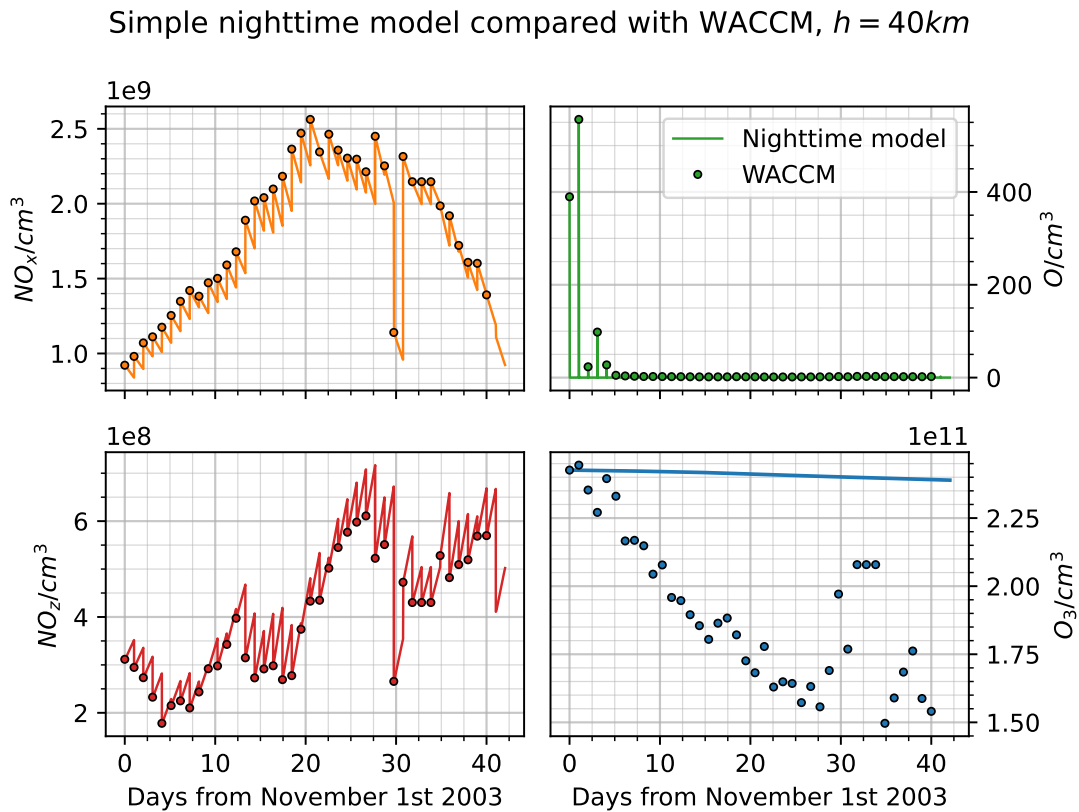 Simple nighttime model compared with WACCM, h = 40km
1e9
2.5
2.0
1.5
1.0
NOx/cm³
Nighttime model
WACCM
400
200
0
O/cm³
1e8
8
6
4
2
NOz/cm³
0 10 20 30 40
Days from November 1st 2003
1e11
2.25
2.00
1.75
1.50
O₃/cm³
0 10 20 30 40
Days from November 1st 2003